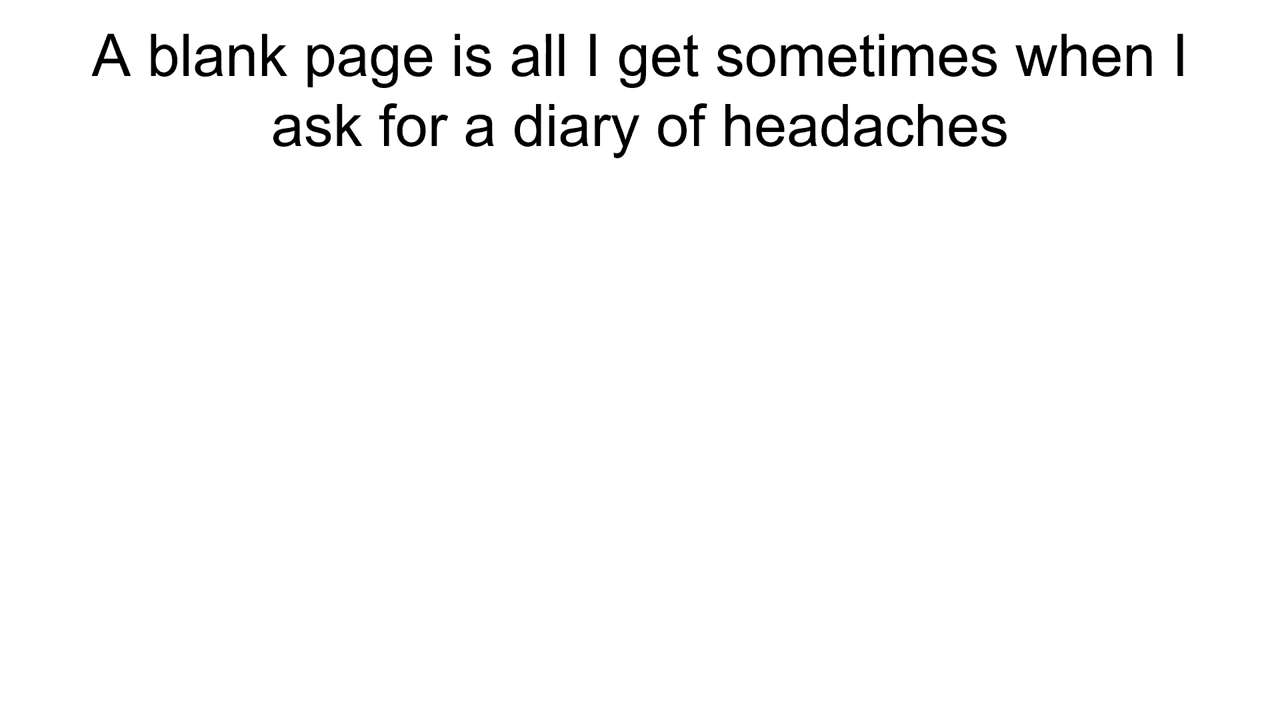 A blank page is all I get sometimes when I
ask for a diary of headaches